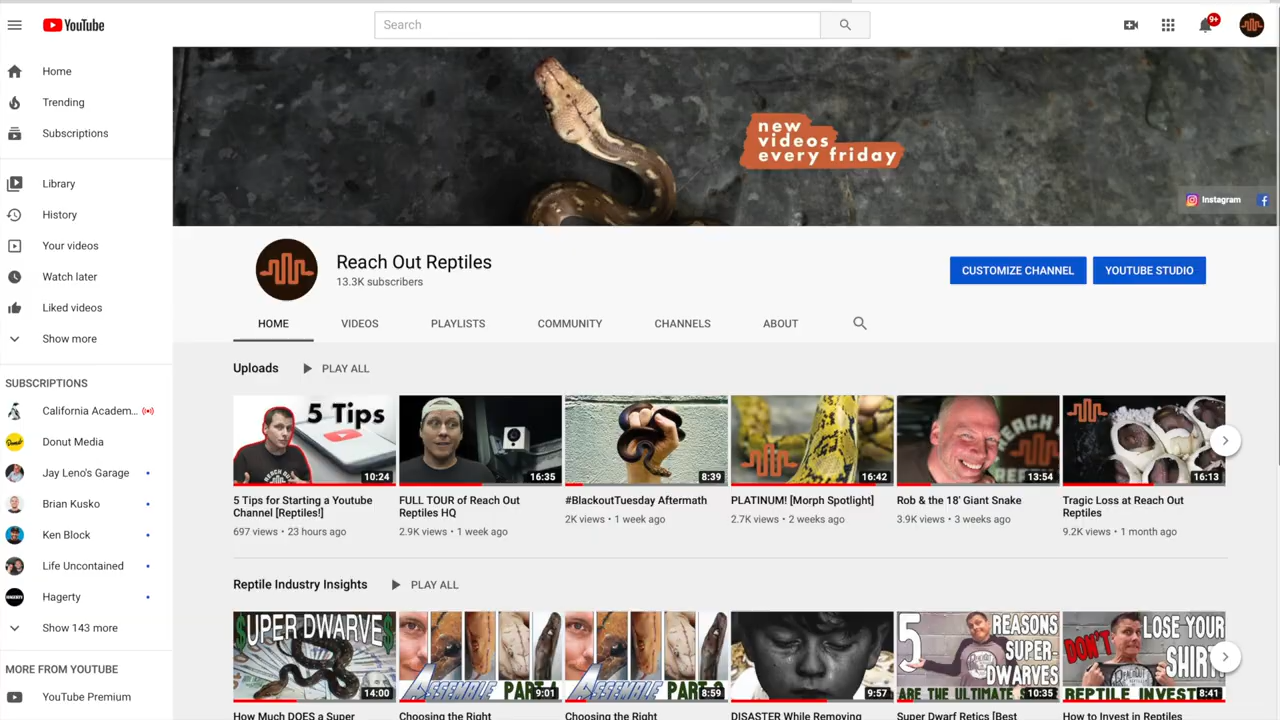 YouTube
Search
9+
Home
Trending
Subscriptions
Library
History
Your videos
Watch later
Liked videos
Show more
SUBSCRIPTIONS
California Academ...
Donut Media
Jay Leno's Garage
Brian Kusko
Ken Block
Life Uncontained
Hagerty
Show 143 more
MORE FROM YOUTUBE
YouTube Premium
new
videos
every friday
Instagram
Reach Out Reptiles
13.3K subscribers
CUSTOMIZE CHANNEL
YOUTUBE STUDIO
HOME
VIDEOS
PLAYLISTS
COMMUNITY
CHANNELS
ABOUT
Uploads
PLAY ALL
5 Tips
10:24
5 Tips for Starting a Youtube
Channel [Reptiles!]
697 views • 23 hours ago
16:35
FULL TOUR of Reach Out
Reptiles HQ
2.9K views • 1 week ago
8:39
#BlackoutTuesday Aftermath
2K views • 1 week ago
16:42
PLATINUM! [Morph Spotlight]
2.7K views • 2 weeks ago
13:54
Rob & the 18' Giant Snake
3.9K views • 3 weeks ago
16:13
Tragic Loss at Reach Out
Reptiles
9.2K views • 1 month ago
Reptile Industry Insights
PLAY ALL
$UPER DWARVE$
14:00
How Much DOES a Super
ASSEMBLE PART 1
9:01
Choosing the Right
ASSEMBLE
8:59
Choosing the Right
9:57
DISASTER While Removing
5 REASONS
SUPER-
DWARVES
ARE THE ULTIMATE
10:35
Super Dwarf Retics [Best
DON'T LOSE YOUR
SHIRT
REPTILE INVEST
8:41
How to Invest in Reptiles